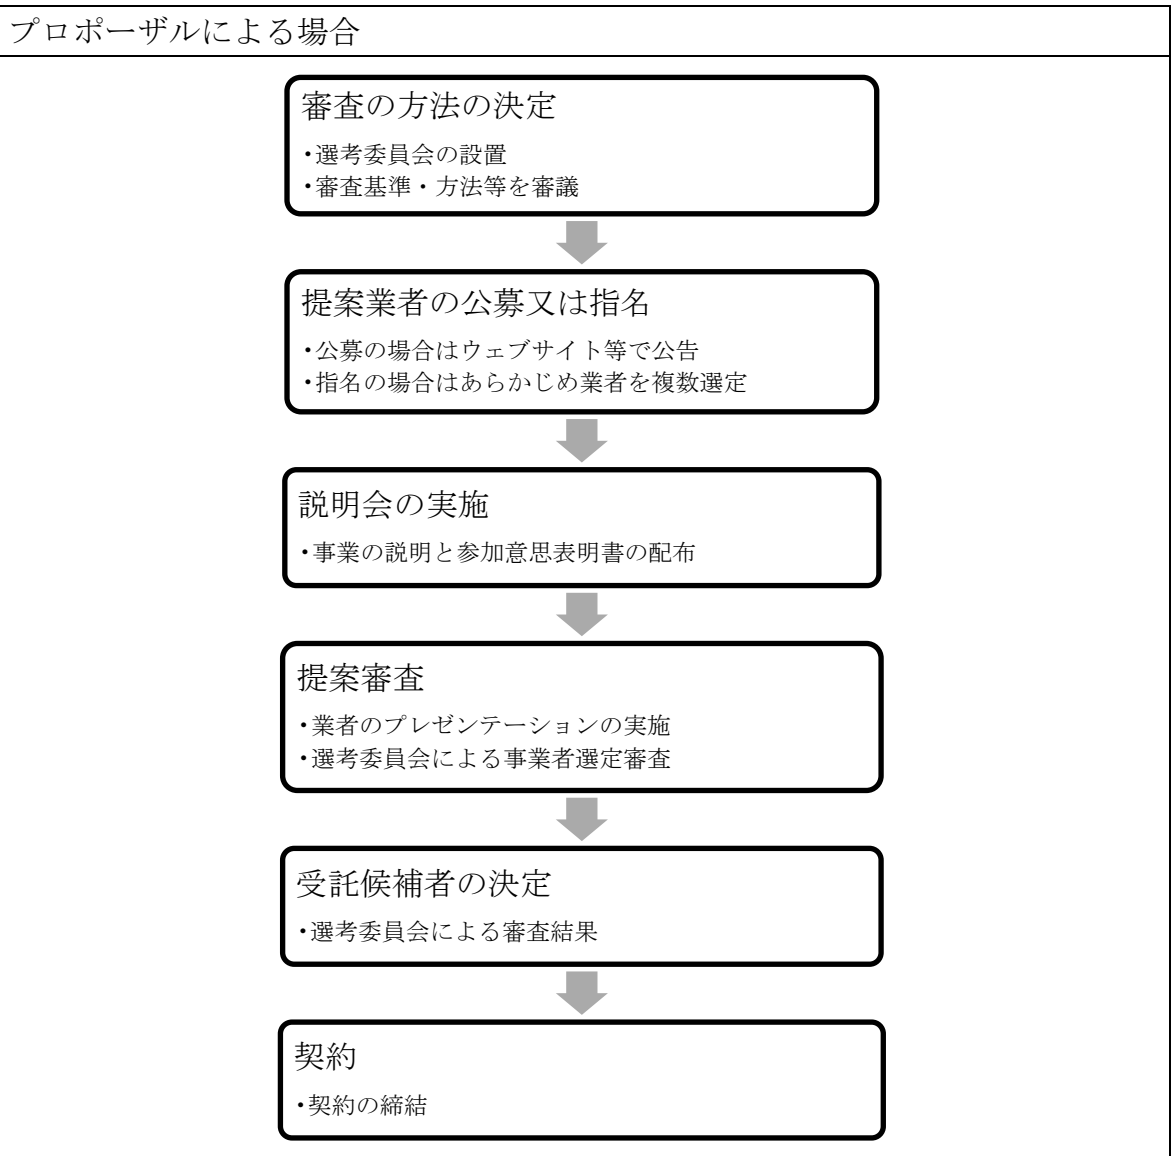 プロポーザルによる場合
審査の方法の決定
・選考委員会の設置
・審査基準・方法等を審議
提案業者の公募又は指名
・公募の場合はウェブサイト等で公告
・指名の場合はあらかじめ業者を複数選定
説明会の実施
・事業の説明と参加意思表明書の配布
提案審査
・業者のプレゼンテーションの実施
・選考委員会による事業者選定審査
受託候補者の決定
・選考委員会による審査結果
契約
・契約の締結